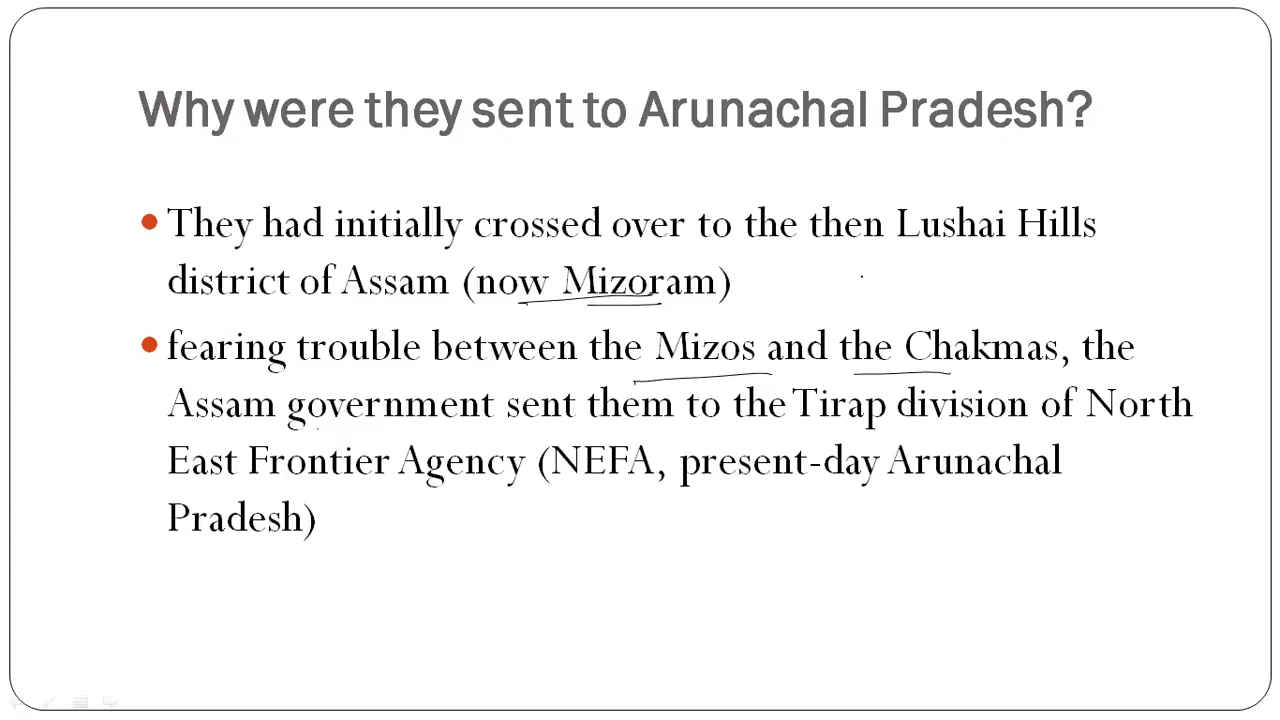 Why were they sent to Arunachal Pradesh?
They had initially crossed over to the then Lushai Hills
district of Assam (now Mizoram)
fearing trouble between the Mizos and the Chakmas, the
Assam government sent them to the Tirap division of North
East Frontier Agency (NEFA, present-day Arunachal
Pradesh)